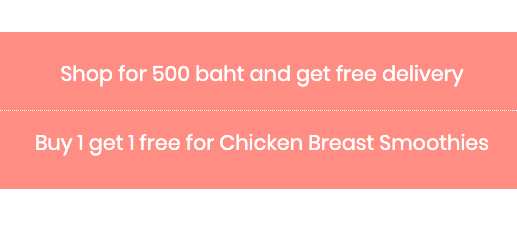 Shop for 500 baht and get free delivery
Buy 1 get 1 free for Chicken Breast Smoothies